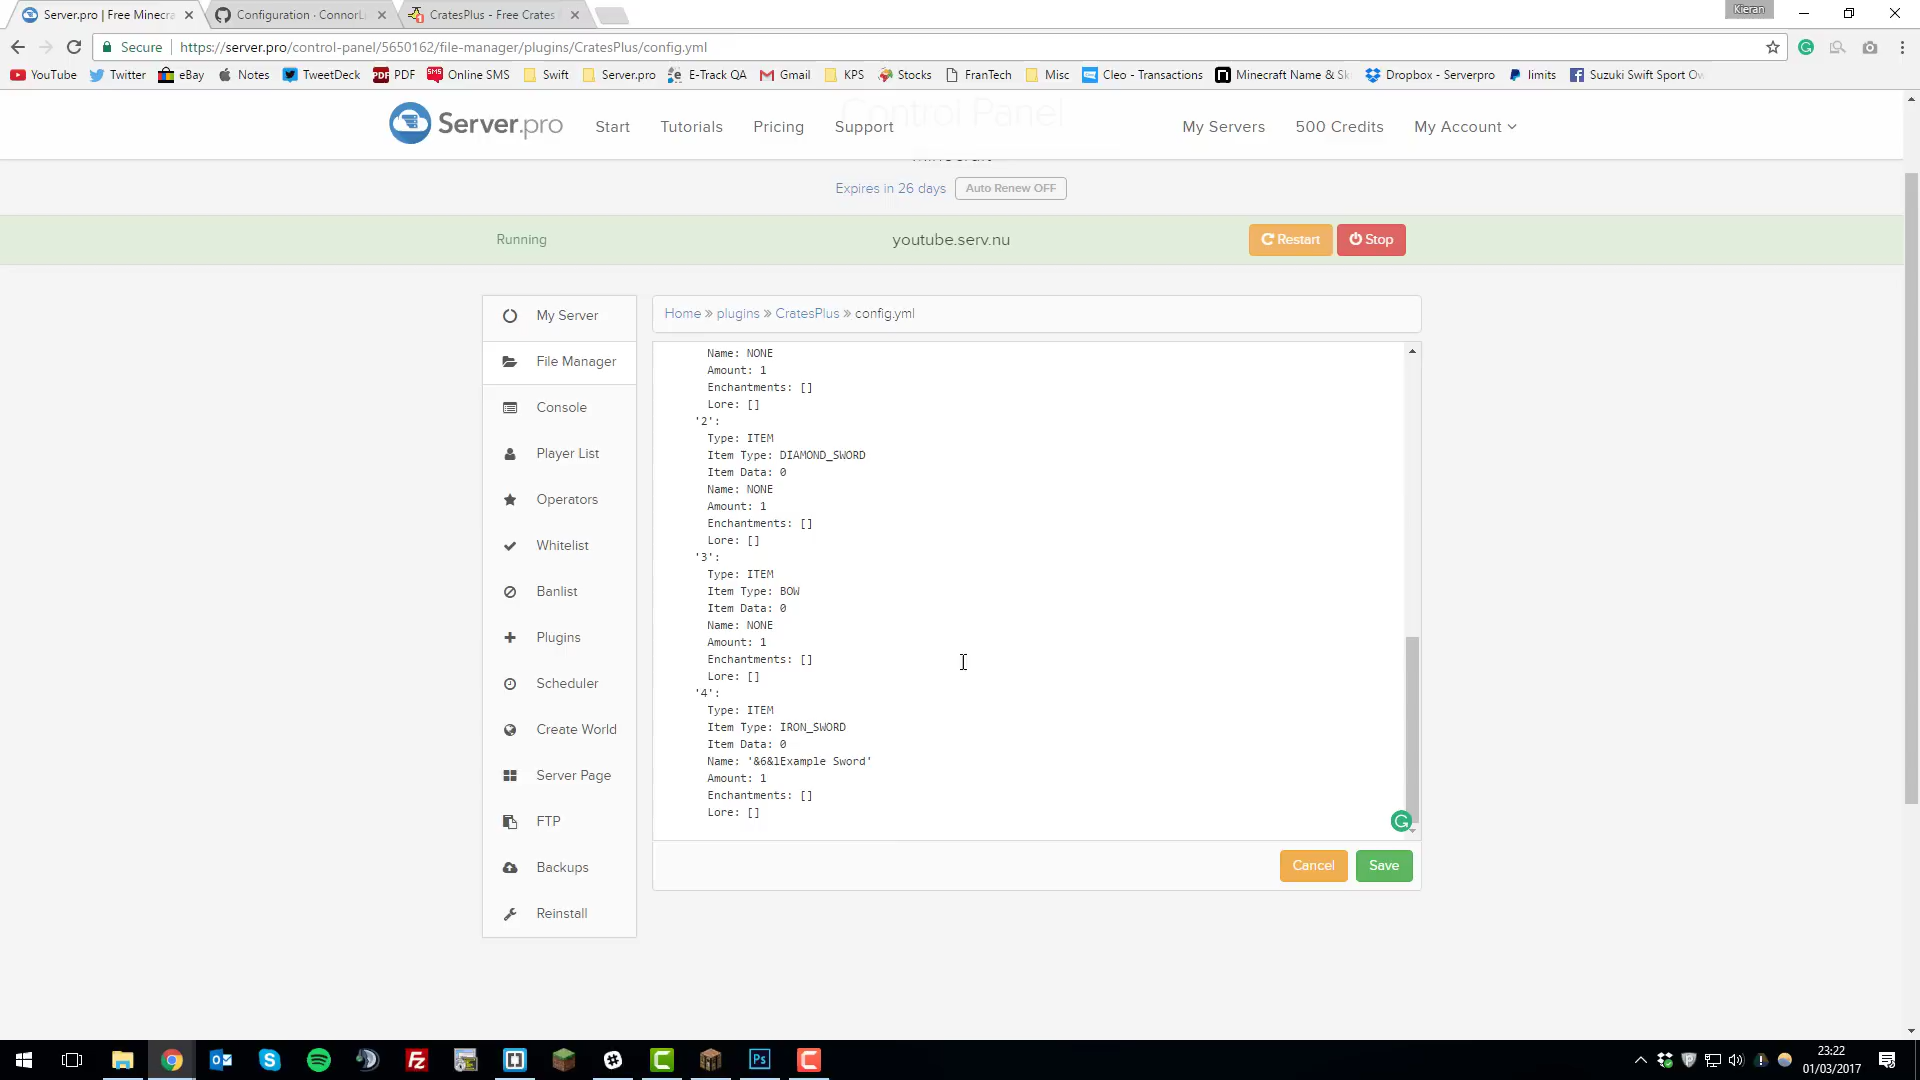 Server.pro | Free Minecra
Configuration · ConnorL
CratesPlus - Free Crates
Kieran
Secure
https://server.pro/control-panel/5650162/file-manager/plugins/CratesPlus/config.yml
YouTube
Twitter
eBay
Notes
TweetDeck
PDF PDF
SMS Online SMS
Swift
Server.pro
E-Track QA
Gmail
KPS
Stocks
FranTech
Misc
Cleo - Transactions
Minecraft Name & Sk
Dropbox - Serverpro
limits
Suzuki Swift Sport Ow
Control Panel
Server.pro
Start
Tutorials
Pricing
Support
My Servers
500 Credits
My Account
Expires in 26 days
Auto Renew OFF
Running
youtube.serv.nu
Restart
Stop
My Server
File Manager
Console
Player List
Operators
Whitelist
Banlist
Plugins
Scheduler
Create World
Server Page
FTP
Backups
Reinstall
Home » plugins » CratesPlus » config.yml
Name: NONE
Amount: 1
Enchantments: []
Lore: []
'2':
Type: ITEM
Item Type: DIAMOND_SWORD
Item Data: 0
Name: NONE
Amount: 1
Enchantments: []
Lore: []
'3':
Type: ITEM
Item Type: BOW
Item Data: 0
Name: NONE
Amount: 1
Enchantments: []
Lore: []
'4':
Type: ITEM
Item Type: IRON_SWORD
Item Data: 0
Name: '&6&lExample Sword'
Amount: 1
Enchantments: []
Lore: []
Cancel
Save
23:22
01/03/2017